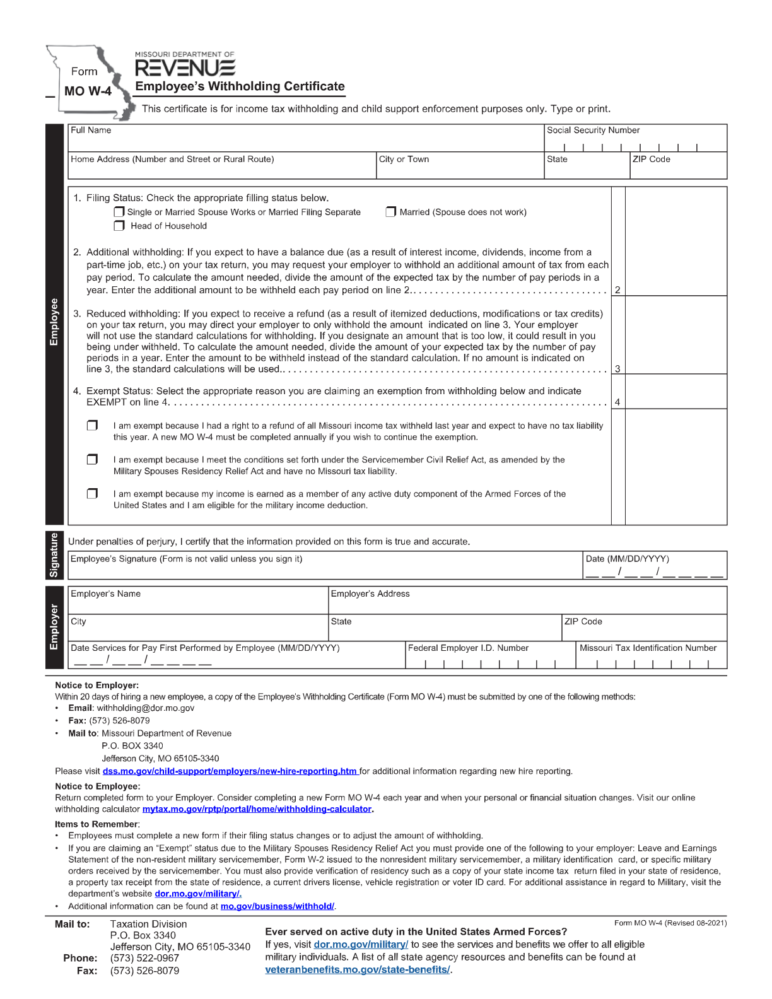 Form
MO W-4
MISSOURI DEPARTMENT OF
REVENUE
Employee's Withholding Certificate
This certificate is for income tax withholding and child support enforcement purposes only. Type or print.
Employee
Full Name
Social Security Number
Home Address (Number and Street or Rural Route)
City or Town
State
ZIP Code
1. Filing Status: Check the appropriate filling status below.
Single or Married Spouse Works or Married Filing Separate
Married (Spouse does not work)
Head of Household
2. Additional withholding: If you expect to have a balance due (as a result of interest income, dividends, income from a
part-time job, etc.) on your tax return, you may request your employer to withhold an additional amount of tax from each
pay period. To calculate the amount needed, divide the amount of the expected tax by the number of pay periods in a
year. Enter the additional amount to be withheld each pay period on line 2. 2
3. Reduced withholding: If you expect to receive a refund (as a result of itemized deductions, modifications or tax credits)
on your tax return, you may direct your employer to only withhold the amount indicated on line 3. Your employer
will not use the standard calculations for withholding. If you designate an amount that is too low, it could result in you
being under withheld. To calculate the amount needed, divide the amount of your expected tax by the number of pay
periods in a year. Enter the amount to be withheld instead of the standard calculation. If no amount is indicated on
line 3, the standard calculations will be used. 3
4. Exempt Status: Select the appropriate reason you are claiming an exemption from withholding below and indicate
EXEMPT on line 4. 4
I am exempt because I had a right to a refund of all Missouri income tax withheld last year and expect to have no tax liability
this year. A new MO W-4 must be completed annually if you wish to continue the exemption.
I am exempt because I meet the conditions set forth under the Servicemember Civil Relief Act, as amended by the
Military Spouses Residency Relief Act and have no Missouri tax liability.
I am exempt because my income is earned as a member of any active duty component of the Armed Forces of the
United States and I am eligible for the military income deduction.
Signature
Under penalties of perjury, I certify that the information provided on this form is true and accurate.
Employee's Signature (Form is not valid unless you sign it)
Date (MM/DD/YYYY)
__ __ / __ __ / __ __ __ __
Employer
Employer's Name
Employer's Address
City
State
ZIP Code
Date Services for Pay First Performed by Employee (MM/DD/YYYY)
__ __ / __ __ / __ __ __ __
Federal Employer I.D. Number
Missouri Tax Identification Number
Notice to Employer:
Within 20 days of hiring a new employee, a copy of the Employee's Withholding Certificate (Form MO W-4) must be submitted by one of the following methods:
• Email: withholding@dor.mo.gov
• Fax: (573) 526-8079
• Mail to: Missouri Department of Revenue
P.O. BOX 3340
Jefferson City, MO 65105-3340
Please visit dss.mo.gov/child-support/employers/new-hire-reporting.htm for additional information regarding new hire reporting.
Notice to Employee:
Return completed form to your Employer. Consider completing a new Form MO W-4 each year and when your personal or financial situation changes. Visit our online
withholding calculator mytax.mo.gov/rptp/portal/home/withholding-calculator.
Items to Remember:
• Employees must complete a new form if their filing status changes or to adjust the amount of withholding.
• If you are claiming an "Exempt" status due to the Military Spouses Residency Relief Act you must provide one of the following to your employer: Leave and Earnings
Statement of the non-resident military servicemember, Form W-2 issued to the nonresident military servicemember, a military identification card, or specific military
orders received by the servicemember. You must also provide verification of residency such as a copy of your state income tax return filed in your state of residence,
a property tax receipt from the state of residence, a current drivers license, vehicle registration or voter ID card. For additional assistance in regard to Military, visit the
department's website dor.mo.gov/military/.
• Additional information can be found at mo.gov/business/withhold/.
Mail to: Taxation Division
P.O. Box 3340
Jefferson City, MO 65105-3340
Phone: (573) 522-0967
Fax: (573) 526-8079
Form MO W-4 (Revised 08-2021)
Ever served on active duty in the United States Armed Forces?
If yes, visit dor.mo.gov/military/ to see the services and benefits we offer to all eligible
military individuals. A list of all state agency resources and benefits can be found at
veteranbenefits.mo.gov/state-benefits/.